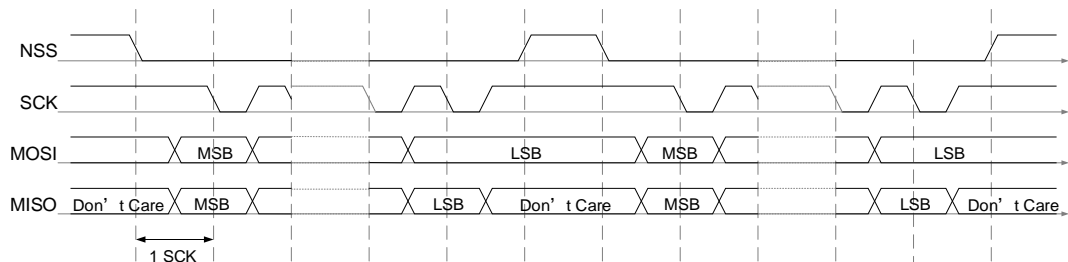 NSS
SCK
MOSI MSB LSB MSB LSB
MISO Don’t Care MSB LSB Don’t Care MSB LSB Don’t Care
1 SCK